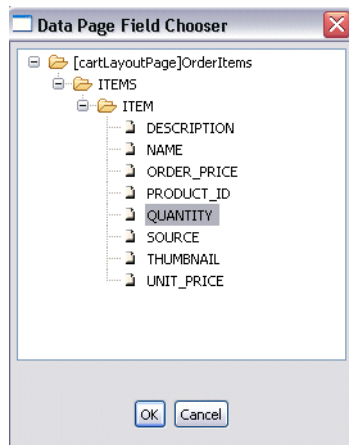 Data Page Field Chooser
[cartLayoutPage]OrderItems
ITEMS
ITEM
DESCRIPTION
NAME
ORDER_PRICE
PRODUCT_ID
QUANTITY
SOURCE
THUMBNAIL
UNIT_PRICE
OK Cancel